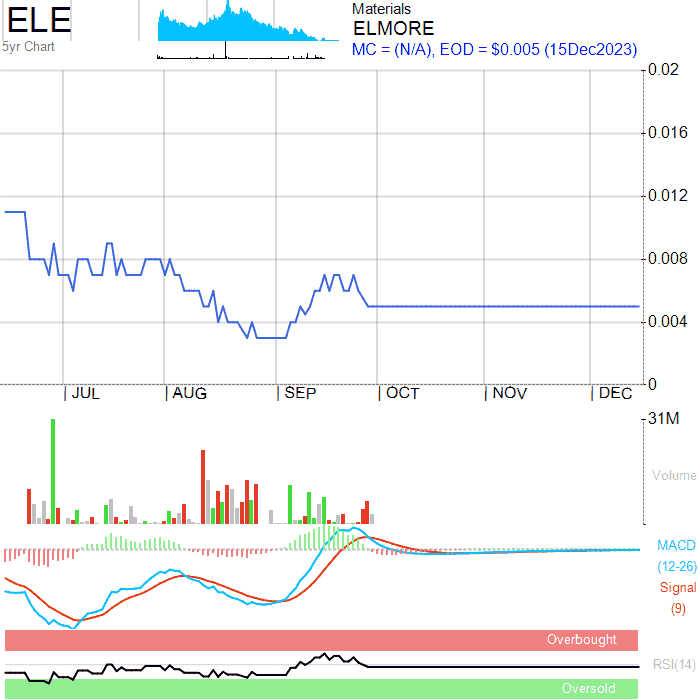 ELE
5yr Chart
Materials
ELMORE
MC = (N/A), EOD = $0.005 (15Dec2023)
0.02
0.016
0.012
0.008
0.004
0
JUL AUG SEP OCT NOV DEC
31M
Volume
MACD
(12-26)
Signal
(9)
Overbought
RSI(14)
Oversold